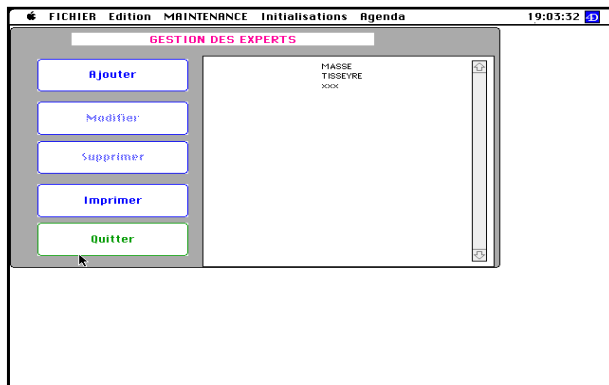 FICHIER Edition MAINTENANCE Initialisations Agenda 19:03:32 4D
GESTION DES EXPERTS
Ajouter
Modifier
Supprimer
Imprimer
Quitter
MASSE
TISSEYRE
xxx